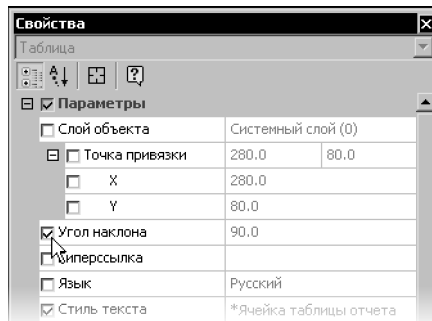 Свойства
Таблица
Параметры
Слой объекта Системный слой (0)
Точка привязки 280.0 80.0
X 280.0
Y 80.0
Угол наклона 90.0
Гиперссылка
Язык Русский
Стиль текста *Ячейка таблицы отчета